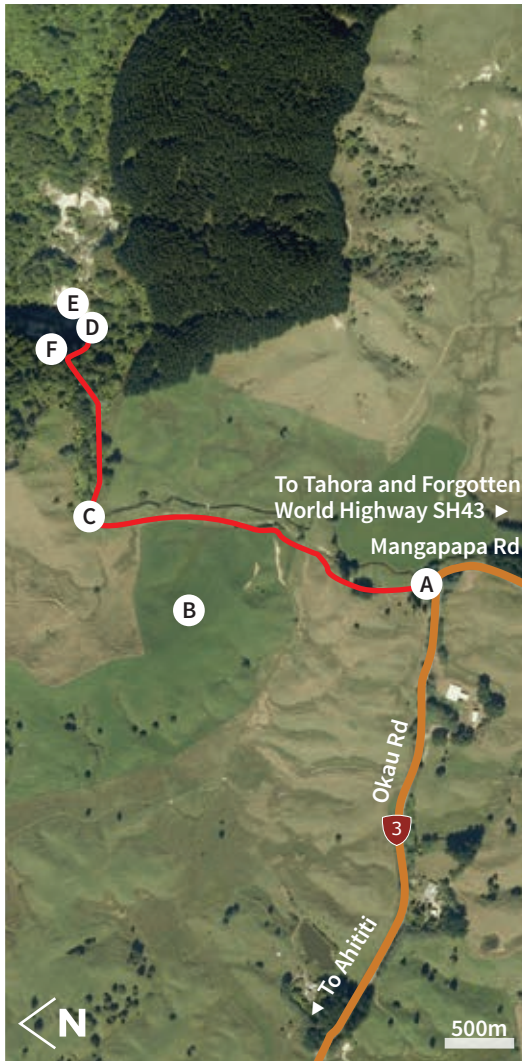 E
D
F
To Tahora and Forgotten
World Highway SH43 ►
C
Mangapapa Rd
A
B
Okau Rd
3
To Ahititi
◄
N
500m